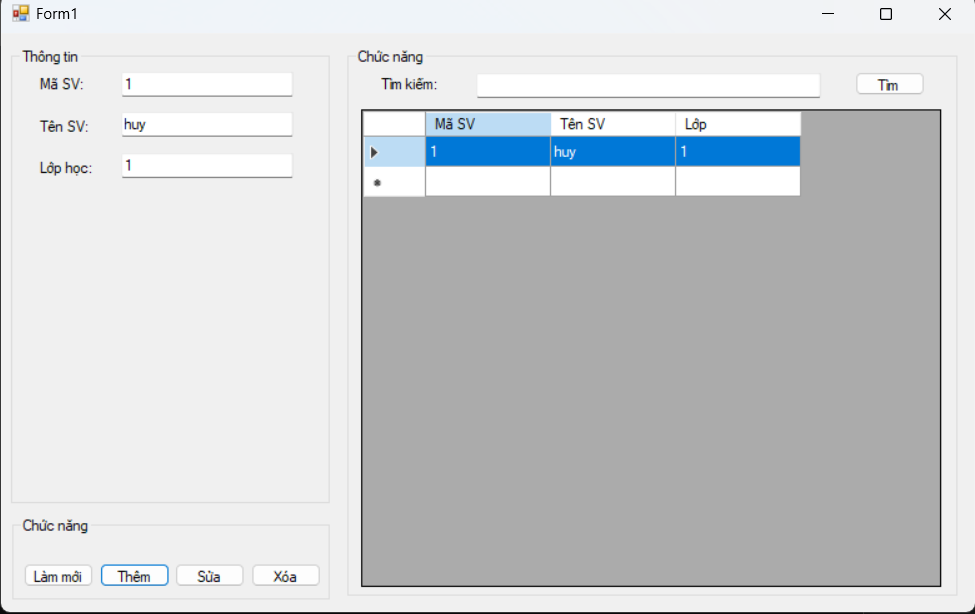 Form1
Thông tin
Mã SV: 1
Tên SV: huy
Lớp học: 1
Chức năng
Làm mới Thêm Sửa Xóa
Chức năng
Tìm kiếm: Tìm
Mã SV Tên SV Lớp
1 huy 1